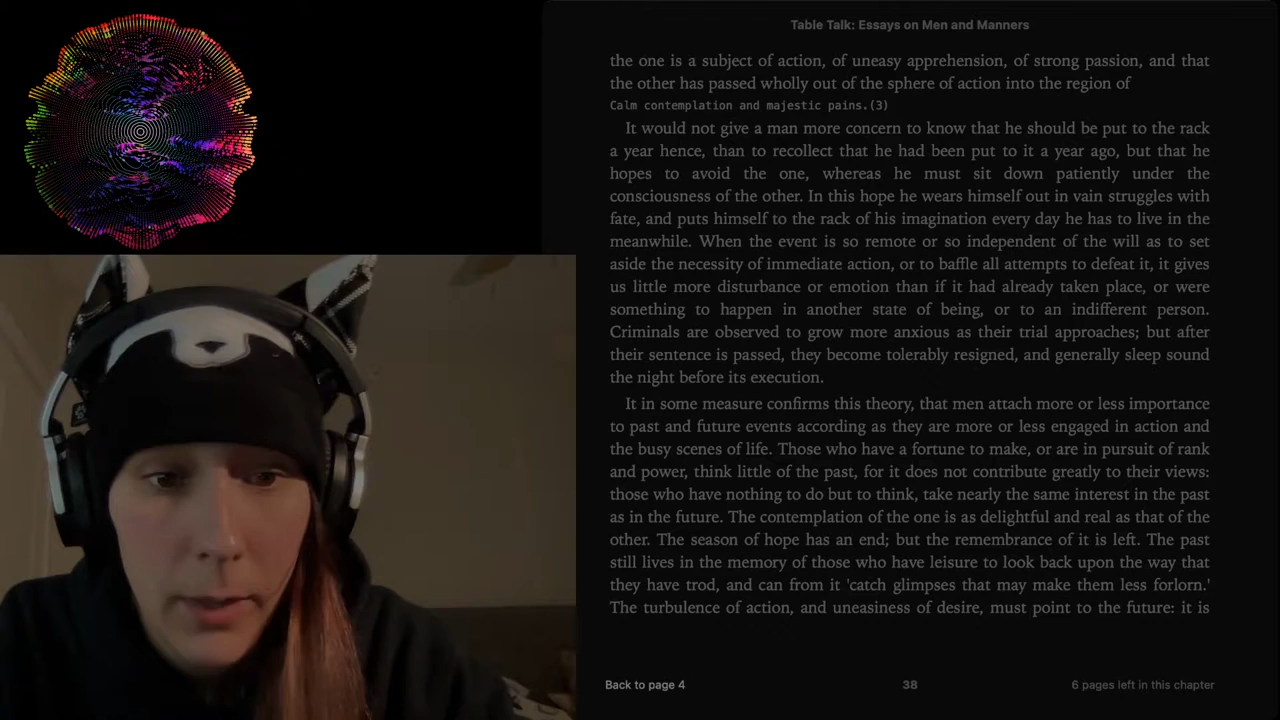 Table Talk: Essays on Men and Manners
the one is a subject of action, of uneasy apprehension, of strong passion, and that
the other has passed wholly out of the sphere of action into the region of
Calm contemplation and majestic pains.(3)
It would not give a man more concern to know that he should be put to the rack
a year hence, than to recollect that he had been put to it a year ago, but that he
hopes to avoid the one, whereas he must sit down patiently under the
consciousness of the other. In this hope he wears himself out in vain struggles with
fate, and puts himself to the rack of his imagination every day he has to live in the
meanwhile. When the event is so remote or so independent of the will as to set
aside the necessity of immediate action, or to baffle all attempts to defeat it, it gives
us little more disturbance or emotion than if it had already taken place, or were
something to happen in another state of being, or to an indifferent person.
Criminals are observed to grow more anxious as their trial approaches; but after
their sentence is passed, they become tolerably resigned, and generally sleep sound
the night before its execution.
It in some measure confirms this theory, that men attach more or less importance
to past and future events according as they are more or less engaged in action and
the busy scenes of life. Those who have a fortune to make, or are in pursuit of rank
and power, think little of the past, for it does not contribute greatly to their views:
those who have nothing to do but to think, take nearly the same interest in the past
as in the future. The contemplation of the one is as delightful and real as that of the
other. The season of hope has an end; but the remembrance of it is left. The past
still lives in the memory of those who have leisure to look back upon the way that
they have trod, and can from it 'catch glimpses that may make them less forlorn.'
The turbulence of action, and uneasiness of desire, must point to the future: it is
Back to page 4
38
6 pages left in this chapter